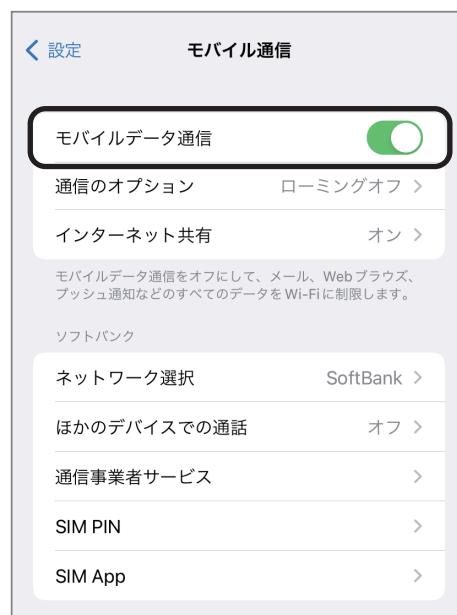 設定 モバイル通信
モバイルデータ通信
通信のオプション ローミングオフ
インターネット共有 オン
モバイルデータ通信をオフにして、メール、Webブラウズ、
プッシュ通知などのすべてのデータをWi-Fiに制限します。
ソフトバンク
ネットワーク選択 SoftBank
ほかのデバイスでの通話 オフ
通信事業者サービス
SIM PIN
SIM App